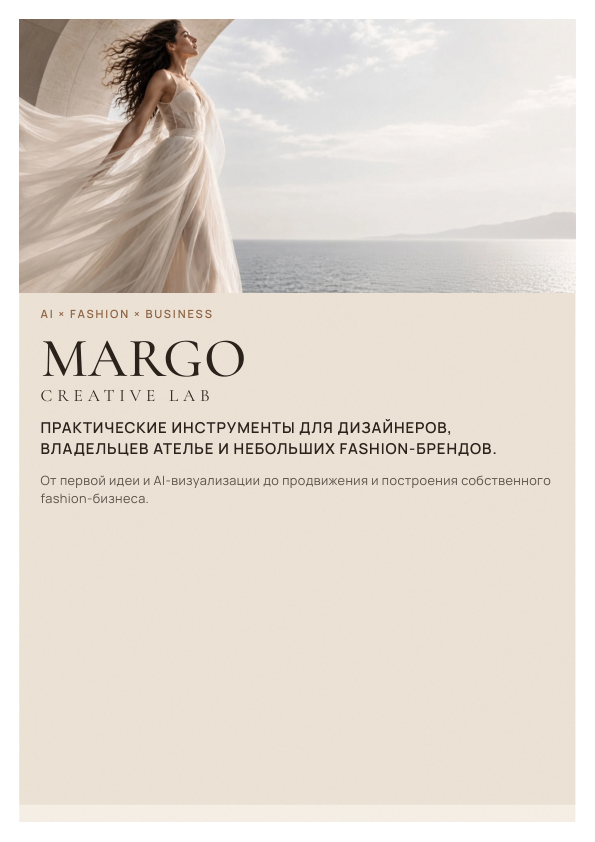 AI × FASHION × BUSINESS
MARGO
CREATIVE LAB
ПРАКТИЧЕСКИЕ ИНСТРУМЕНТЫ ДЛЯ ДИЗАЙНЕРОВ,
ВЛАДЕЛЬЦЕВ АТЕЛЬЕ И НЕБОЛЬШИХ FASHION-БРЕНДОВ.
От первой идеи и AI-визуализации до продвижения и построения собственного
fashion-бизнеса.